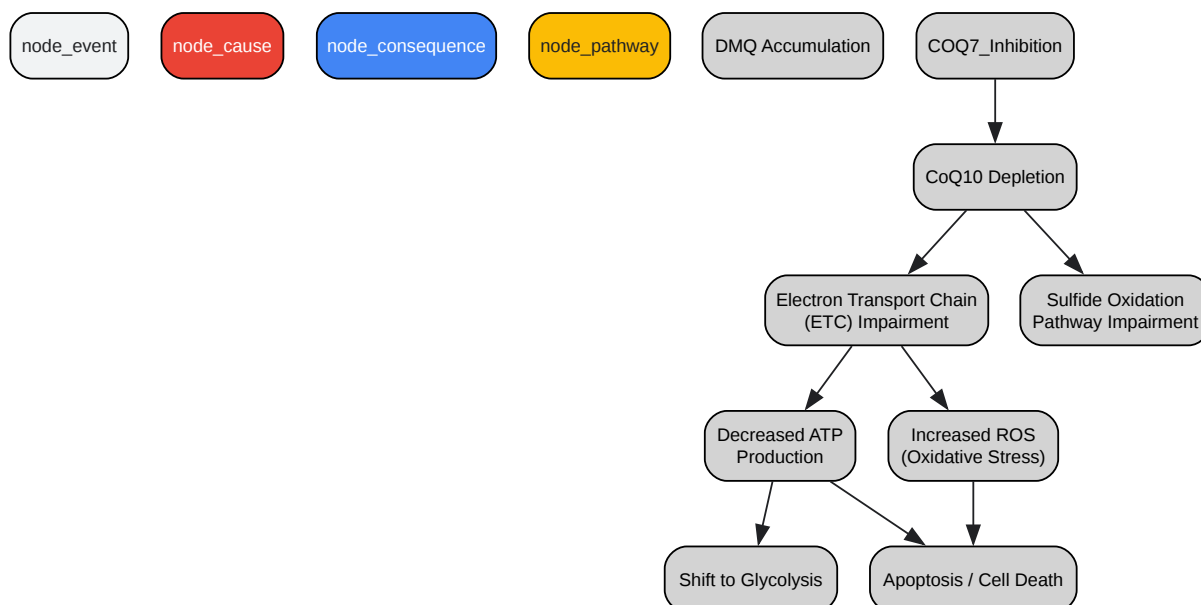 node_event
node_cause
node_consequence
node_pathway
DMQ Accumulation
COQ7_Inhibition
CoQ10 Depletion
Electron Transport Chain
(ETC) Impairment
Sulfide Oxidation
Pathway Impairment
Decreased ATP
Production
Increased ROS
(Oxidative Stress)
Shift to Glycolysis
Apoptosis / Cell Death